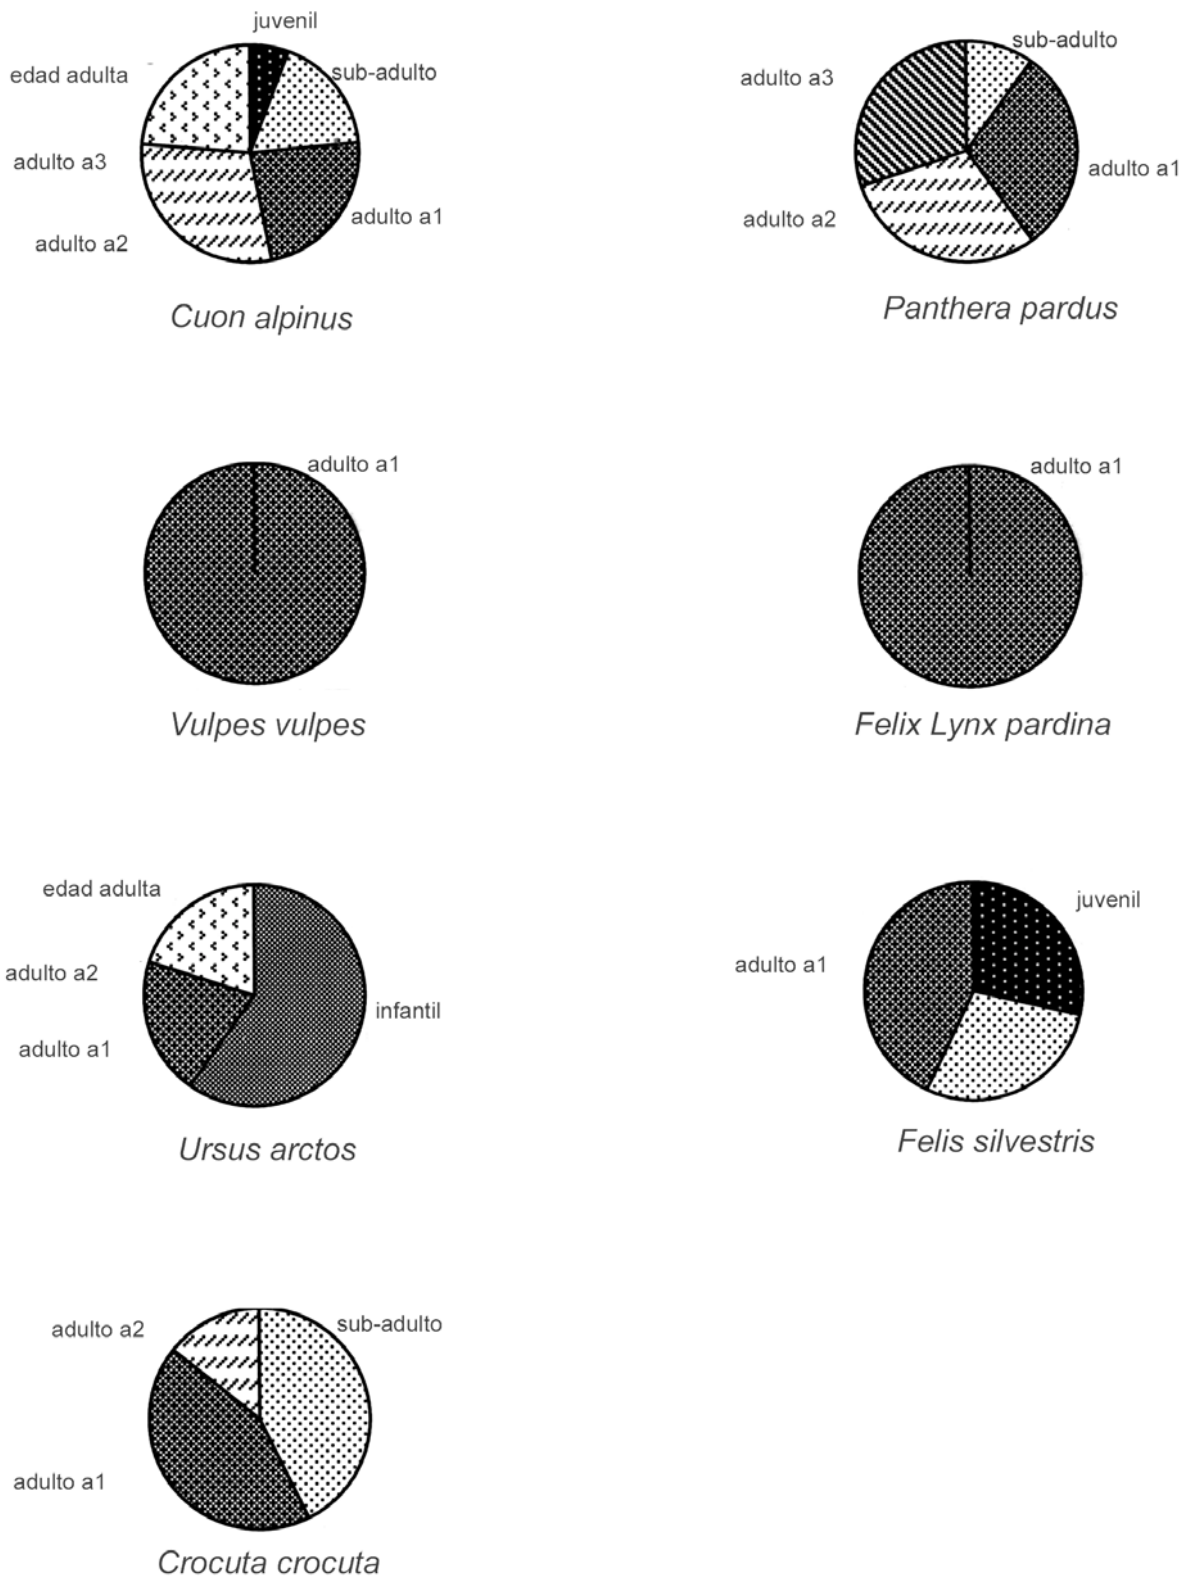 juvenil
edad adulta
sub-adulto
adulto a3
adulto a1
adulto a2
Cuon alpinus
sub-adulto
adulto a3
adulto a1
adulto a2
Panthera pardus
adulto a1
Vulpes vulpes
adulto a1
Felix Lynx pardina
edad adulta
adulto a2
infantil
adulto a1
Ursus arctos
juvenil
adulto a1
Felis silvestris
adulto a2
sub-adulto
adulto a1
Crocuta crocuta